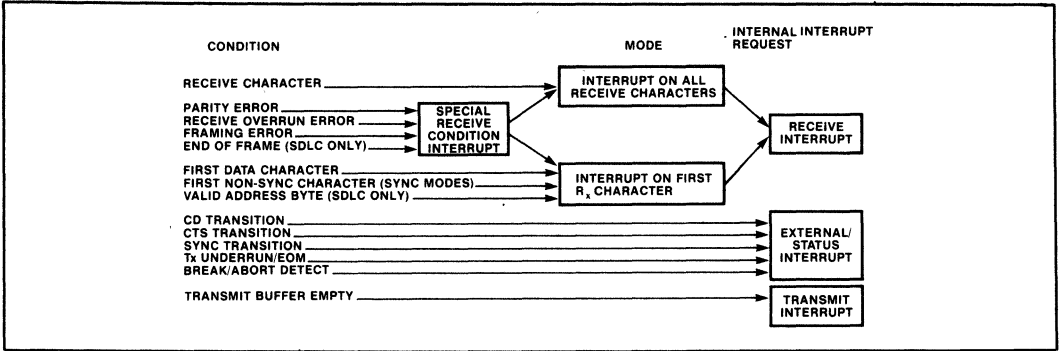 CONDITION
MODE
INTERNAL INTERRUPT
REQUEST
RECEIVE CHARACTER
INTERRUPT ON ALL
RECEIVE CHARACTERS
PARITY ERROR
RECEIVE OVERRUN ERROR
FRAMING ERROR
END OF FRAME (SDLC ONLY)
SPECIAL
RECEIVE
CONDITION
INTERRUPT
RECEIVE
INTERRUPT
FIRST DATA CHARACTER
FIRST NON-SYNC CHARACTER (SYNC MODES)
VALID ADDRESS BYTE (SDLC ONLY)
INTERRUPT ON FIRST
Rx CHARACTER
CD TRANSITION
CTS TRANSITION
SYNC TRANSITION
Tx UNDERRUN/EOM
BREAK/ABORT DETECT
EXTERNAL/
STATUS
INTERRUPT
TRANSMIT BUFFER EMPTY
TRANSMIT
INTERRUPT